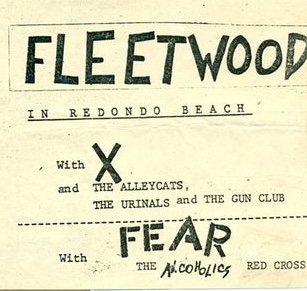 FLEETWOOD
IN REDONDO BEACH
With X
and THE ALLEYCATS,
THE URINALS and THE GUN CLUB
With FEAR
THE ALCOHOLICS RED CROSS